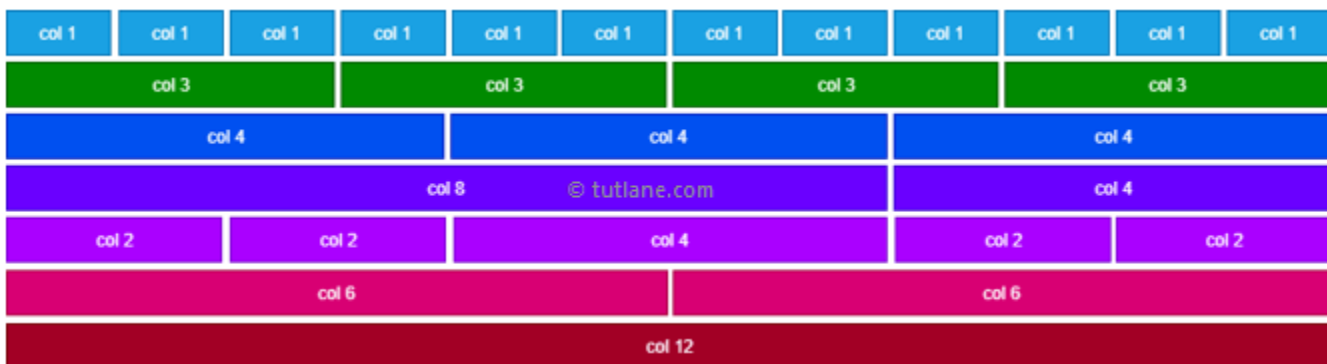 col 1 col 1 col 1 col 1 col 1 col 1 col 1 col 1 col 1 col 1 col 1 col 1
col 3 col 3 col 3 col 3
col 4 col 4 col 4
col 8 © tutlane.com col 4
col 2 col 2 col 4 col 2 col 2
col 6 col 6
col 12